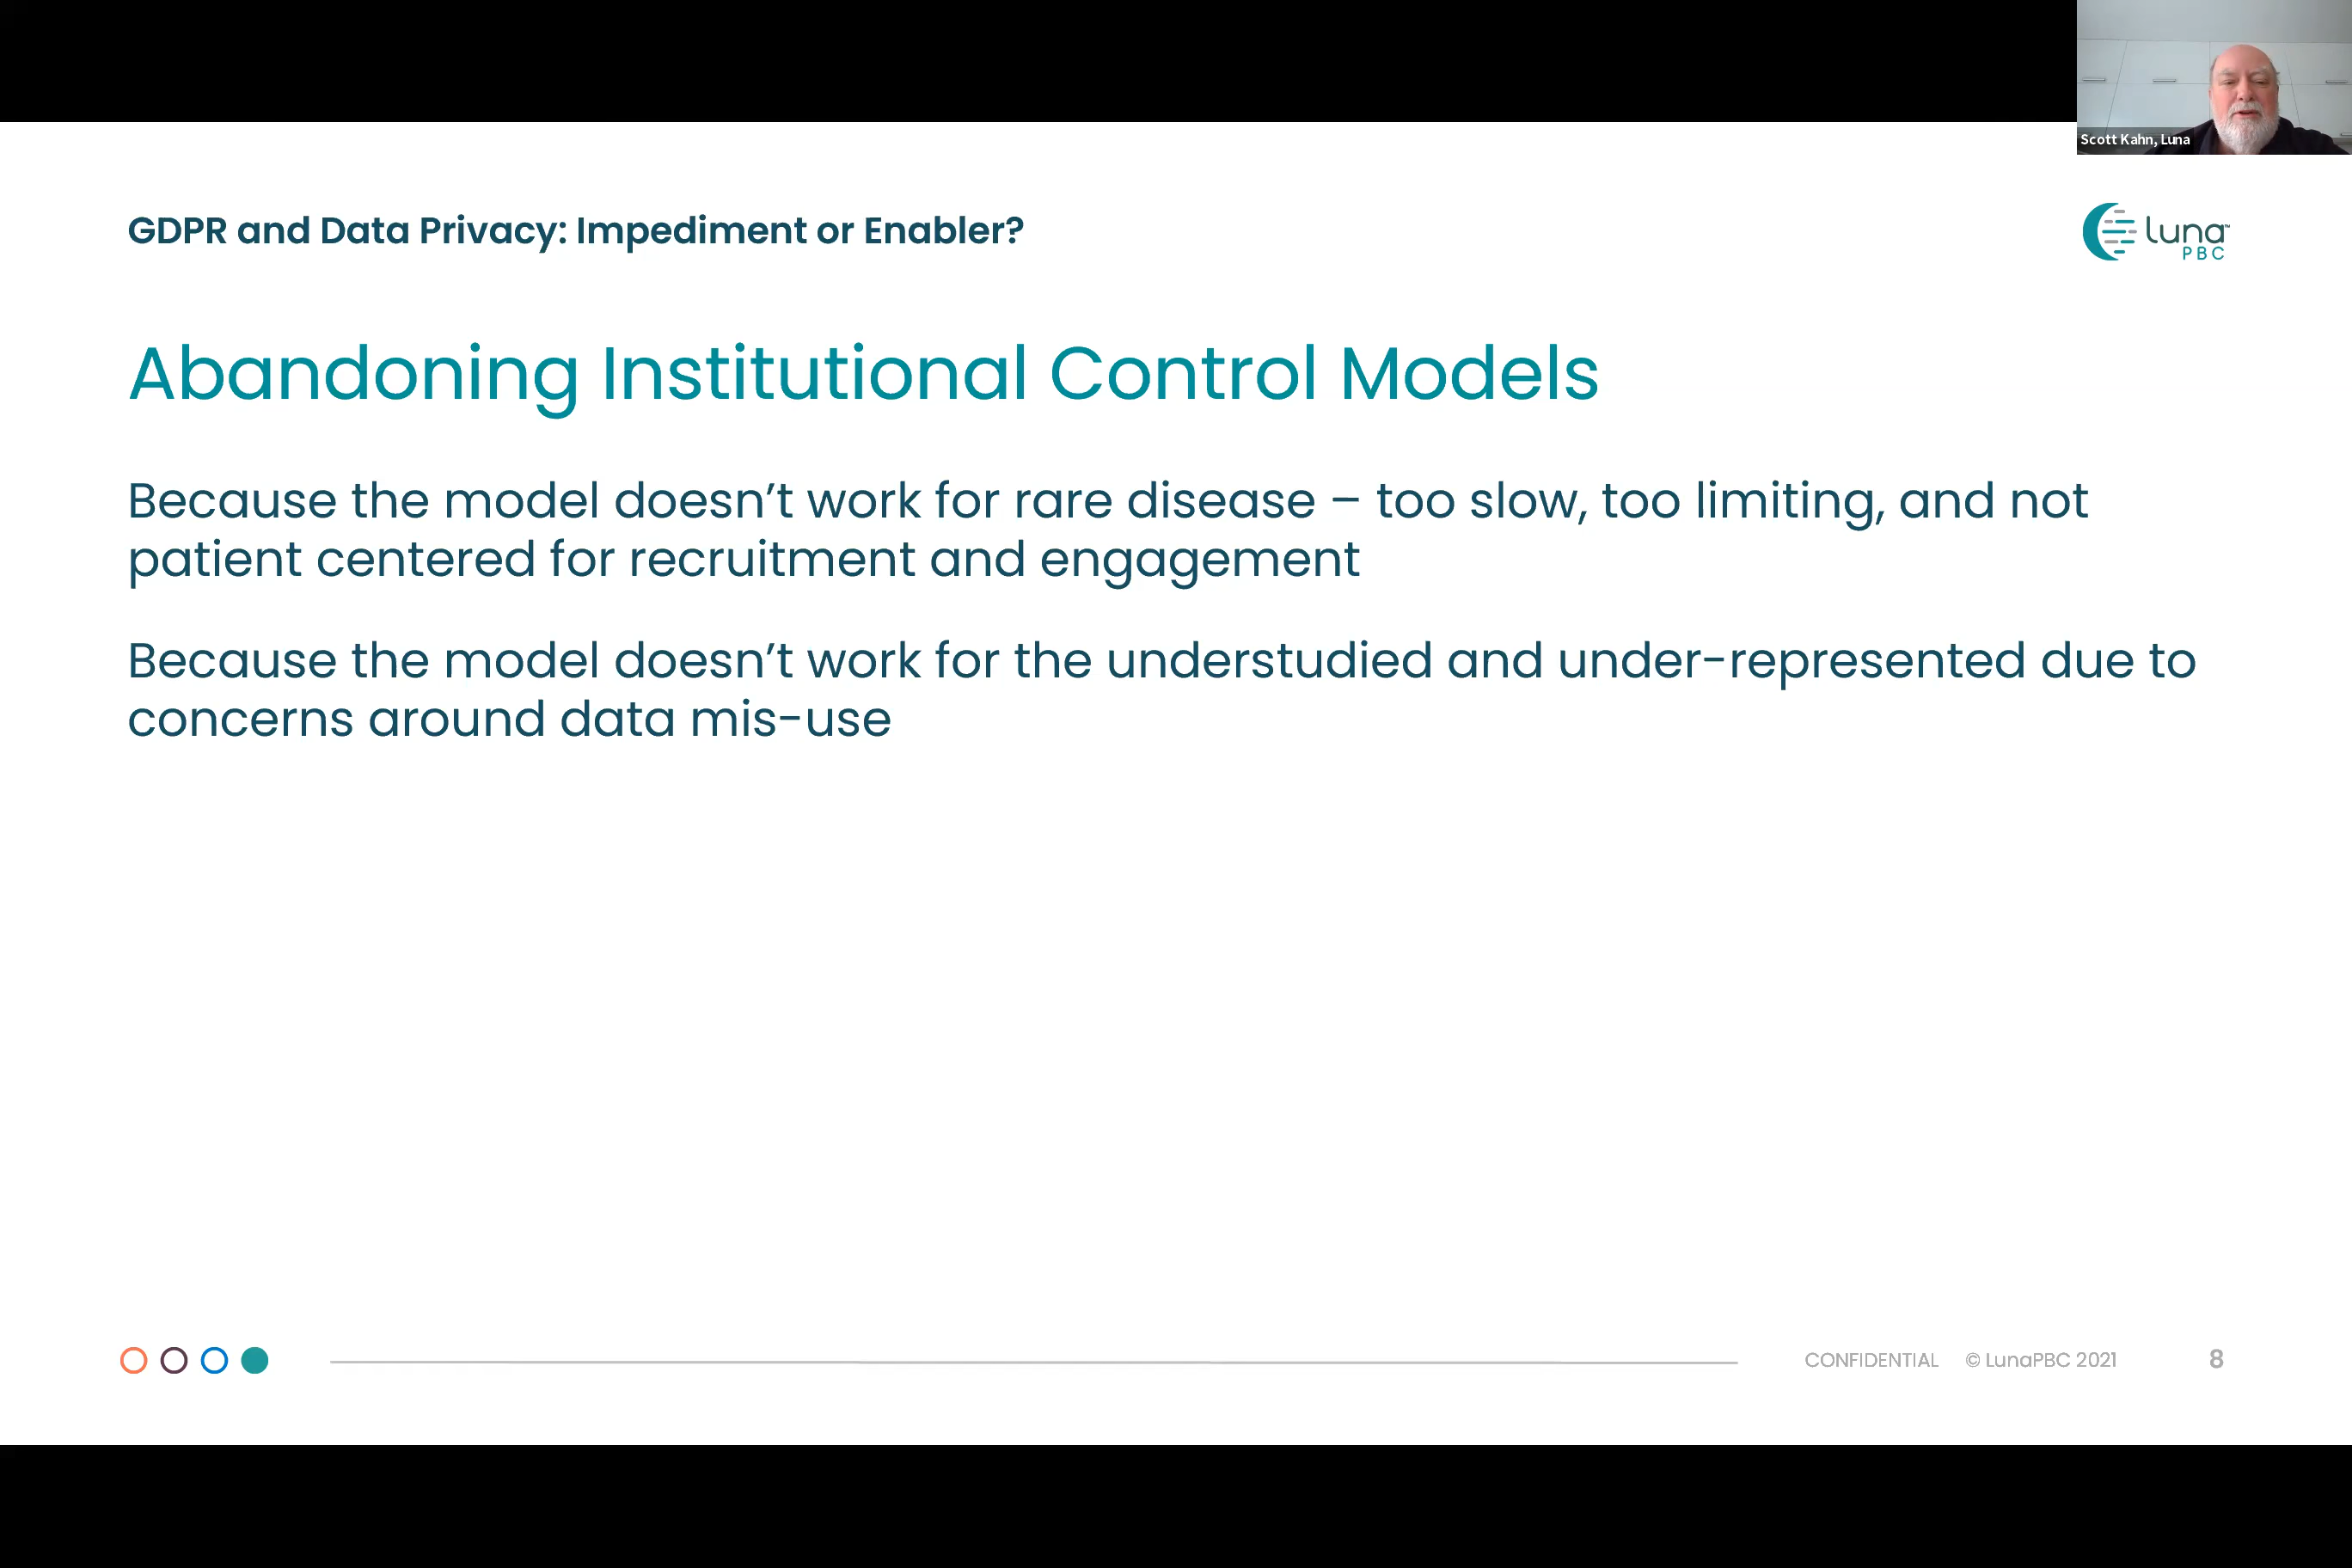 Scott Kahn, Luna
GDPR and Data Privacy: Impediment or Enabler?
luna™
PBC
Abandoning Institutional Control Models
Because the model doesn’t work for rare disease – too slow, too limiting, and not
patient centered for recruitment and engagement
Because the model doesn’t work for the understudied and under-represented due to
concerns around data mis-use
CONFIDENTIAL © LunaPBC 2021 8